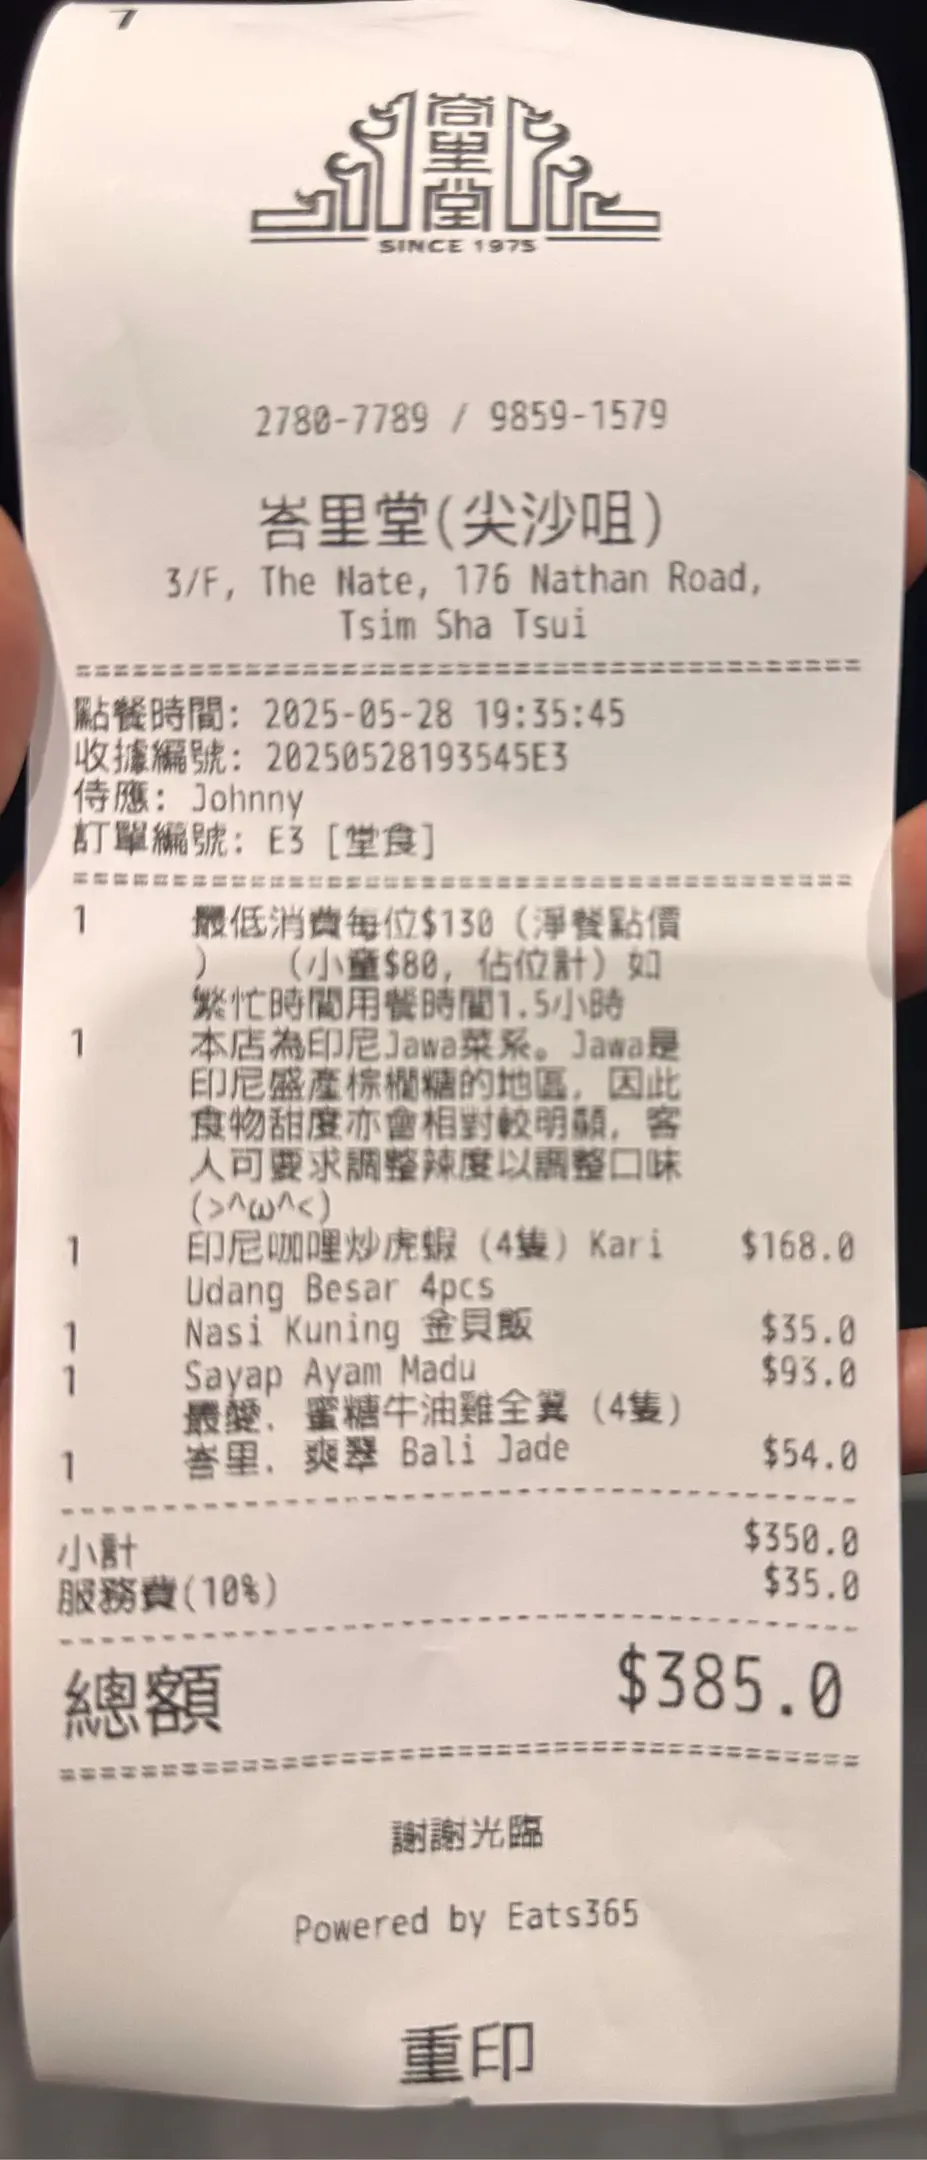 7
峇里堂
SINCE 1975
2780-7789 / 9859-1579
峇里堂(尖沙咀)
3/F, The Nate, 176 Nathan Road,
Tsim Sha Tsui
點餐時間: 2025-05-28 19:35:45
收據編號: 20250528193545E3
侍應: Johnny
訂單編號: E3 [堂食]
1 最低消費每位$130 (淨餐點價
) (小童$80, 佔位計) 如
繁忙時間用餐時間1.5小時
1 本店為印尼Jawa菜系。Jawa是
印尼盛產棕櫚糖的地區, 因此
食物甜度亦會相對較明顯, 客
人可要求調整辣度以調整口味
(>^ω^<)
1 印尼咖哩炒虎蝦 (4隻) Kari $168.0
Udang Besar 4pcs
1 Nasi Kuning 金貝飯 $35.0
1 Sayap Ayam Madu $93.0
最愛. 蜜糖牛油雞全翼 (4隻)
1 峇里. 爽翠 Bali Jade $54.0
小計 $350.0
服務費(10%) $35.0
總額 $385.0
謝謝光臨
Powered by Eats365
重印